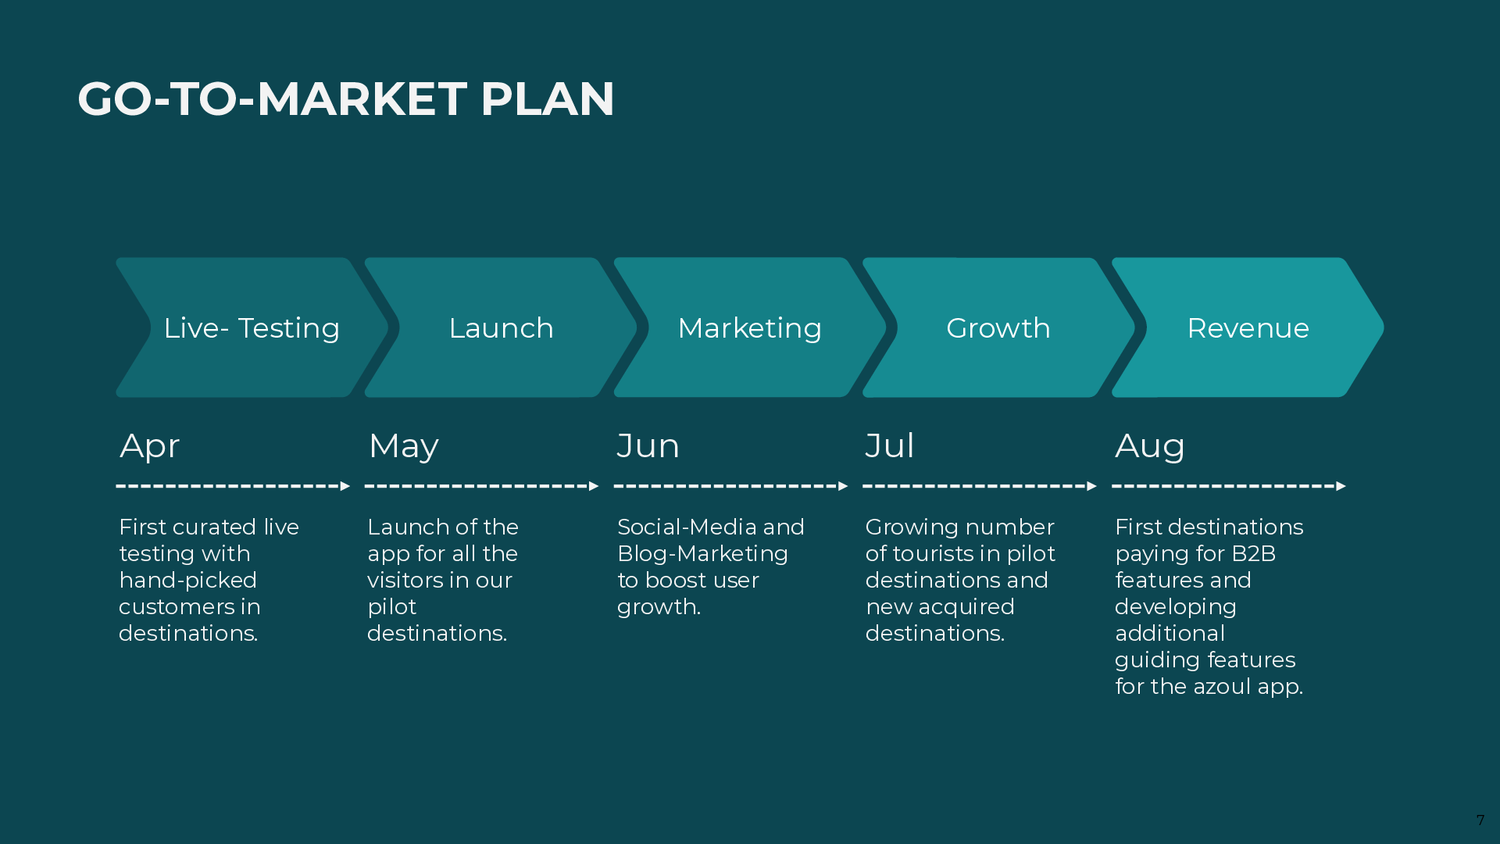 GO-TO-MARKET PLAN
Live- Testing
Launch
Marketing
Growth
Revenue
Apr
First curated live
testing with
hand-picked
customers in
destinations.
May
Launch of the
app for all the
visitors in our
pilot
destinations.
Jun
Social-Media and
Blog-Marketing
to boost user
growth.
Jul
Growing number
of tourists in pilot
destinations and
new acquired
destinations.
Aug
First destinations
paying for B2B
features and
developing
additional
guiding features
for the azoul app.
7